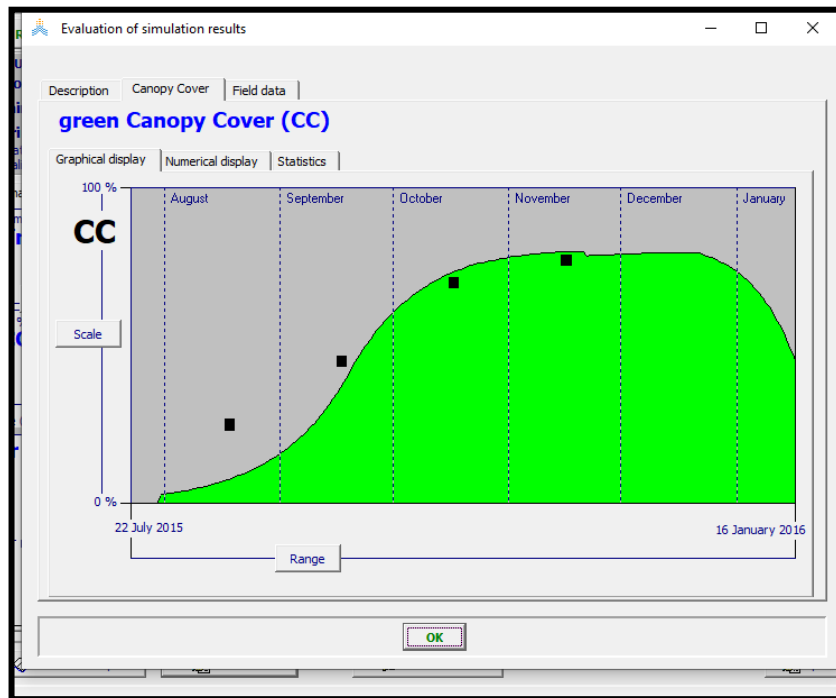 Evaluation of simulation results
Description Canopy Cover Field data
green Canopy Cover (CC)
Graphical display Numerical display Statistics
100 %
August September October November December January
CC
Scale
0 %
22 July 2015
16 January 2016
Range
OK